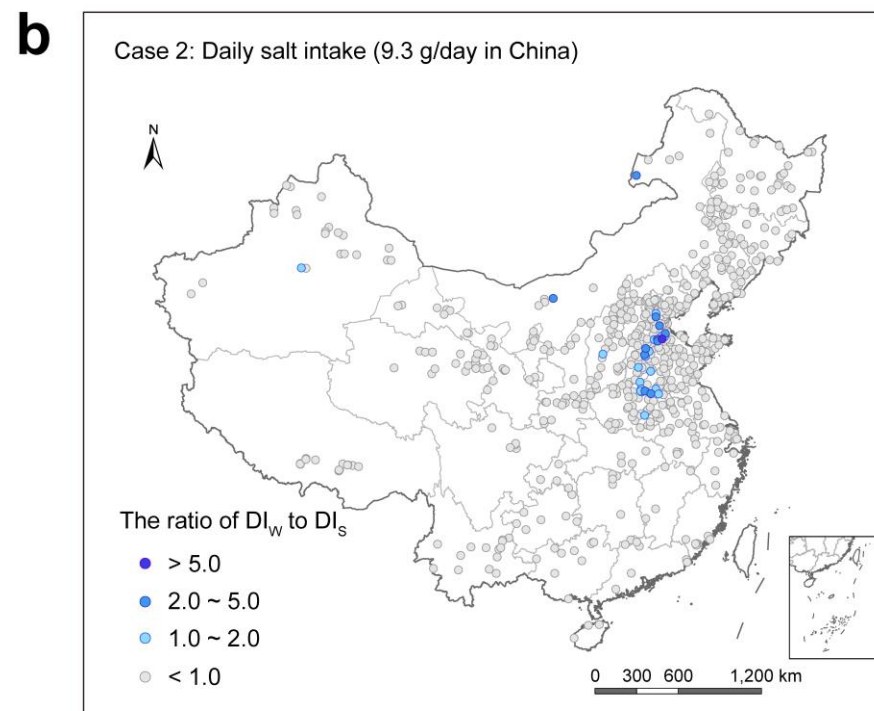 b
Case 2: Daily salt intake (9.3 g/day in China)
N
The ratio of DIW to DIS
> 5.0
2.0 ~ 5.0
1.0 ~ 2.0
< 1.0
0 300 600 1,200 km